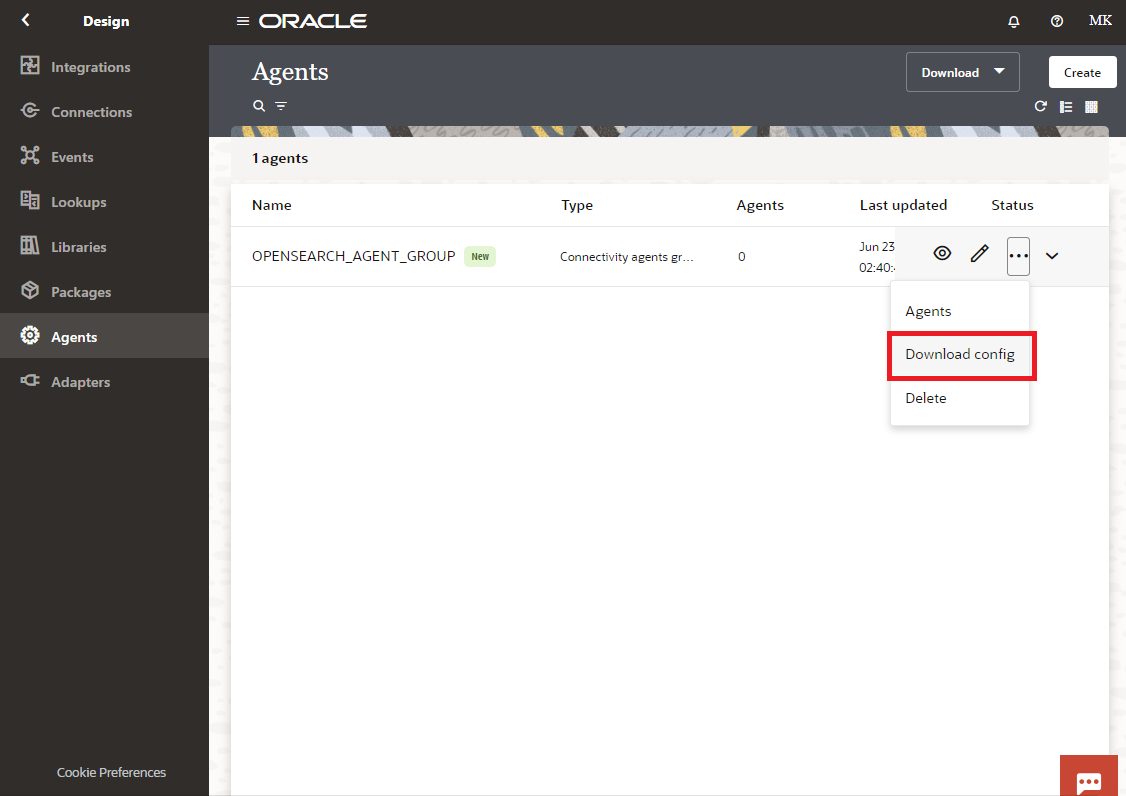 Design
ORACLE
MK
Integrations
Connections
Events
Lookups
Libraries
Packages
Agents
Adapters
Cookie Preferences
Agents
Download
Create
1 agents
Name Type Agents Last updated Status
OPENSEARCH_AGENT_GROUP New Connectivity agents gr... 0 Jun 23
02:40:
Agents
Download config
Delete